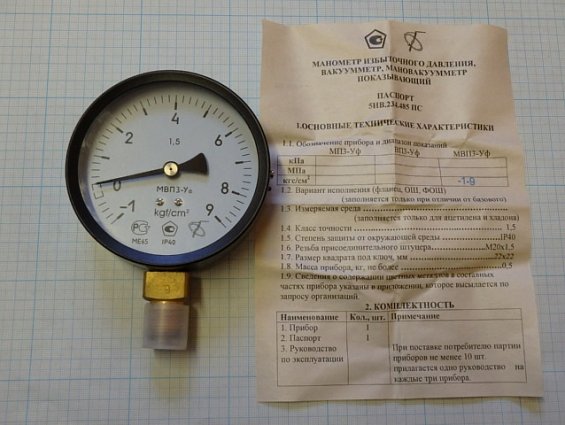 4
2
6
1,5
8
0
МВП3-Уф
-1
kgf/cm²
9
МЕ65
IP40
МАНОМЕТР ИЗБЫТОЧНОГО ДАВЛЕНИЯ,
ВАКУУММЕТР, МАНОВАКУУММЕТР
ПОКАЗЫВАЮЩИЙ
ПАСПОРТ
5НВ.234.485 ПС
1.ОСНОВНЫЕ ТЕХНИЧЕСКИЕ ХАРАКТЕРИСТИКИ
1.1. Обозначение прибора и диапазон показаний
МП3-Уф ВП3-Уф МВП3-Уф
кПа
МПа
кгс/см² -1-9
1.2. Вариант исполнения (фланец, ОШ, ФОШ)
(заполняется только при отличии от базового)
1.3. Измеряемая среда
(заполняется только для ацетилена и хладона)
1.4. Класс точности 1,5
1.5. Степень защиты от окружающей среды IP40
1.6. Резьба присоединительного штуцера М20х1,5
1.7. Размер квадрата под ключ, мм 22х22
1.8. Масса прибора, кг, не более 0,5
1.9. Сведения о содержании цветных металлов в составных
частях прибора указаны в приложении, которое высылается по
запросу организаций.
2. КОМПЛЕКТНОСТЬ
Наименование Кол., шт. Примечание
1. Прибор 1
2. Паспорт 1
3. Руководство При поставке потребителю партии
по эксплуатации приборов не менее 10 шт.
прилагается одно руководство на
каждые три прибора.